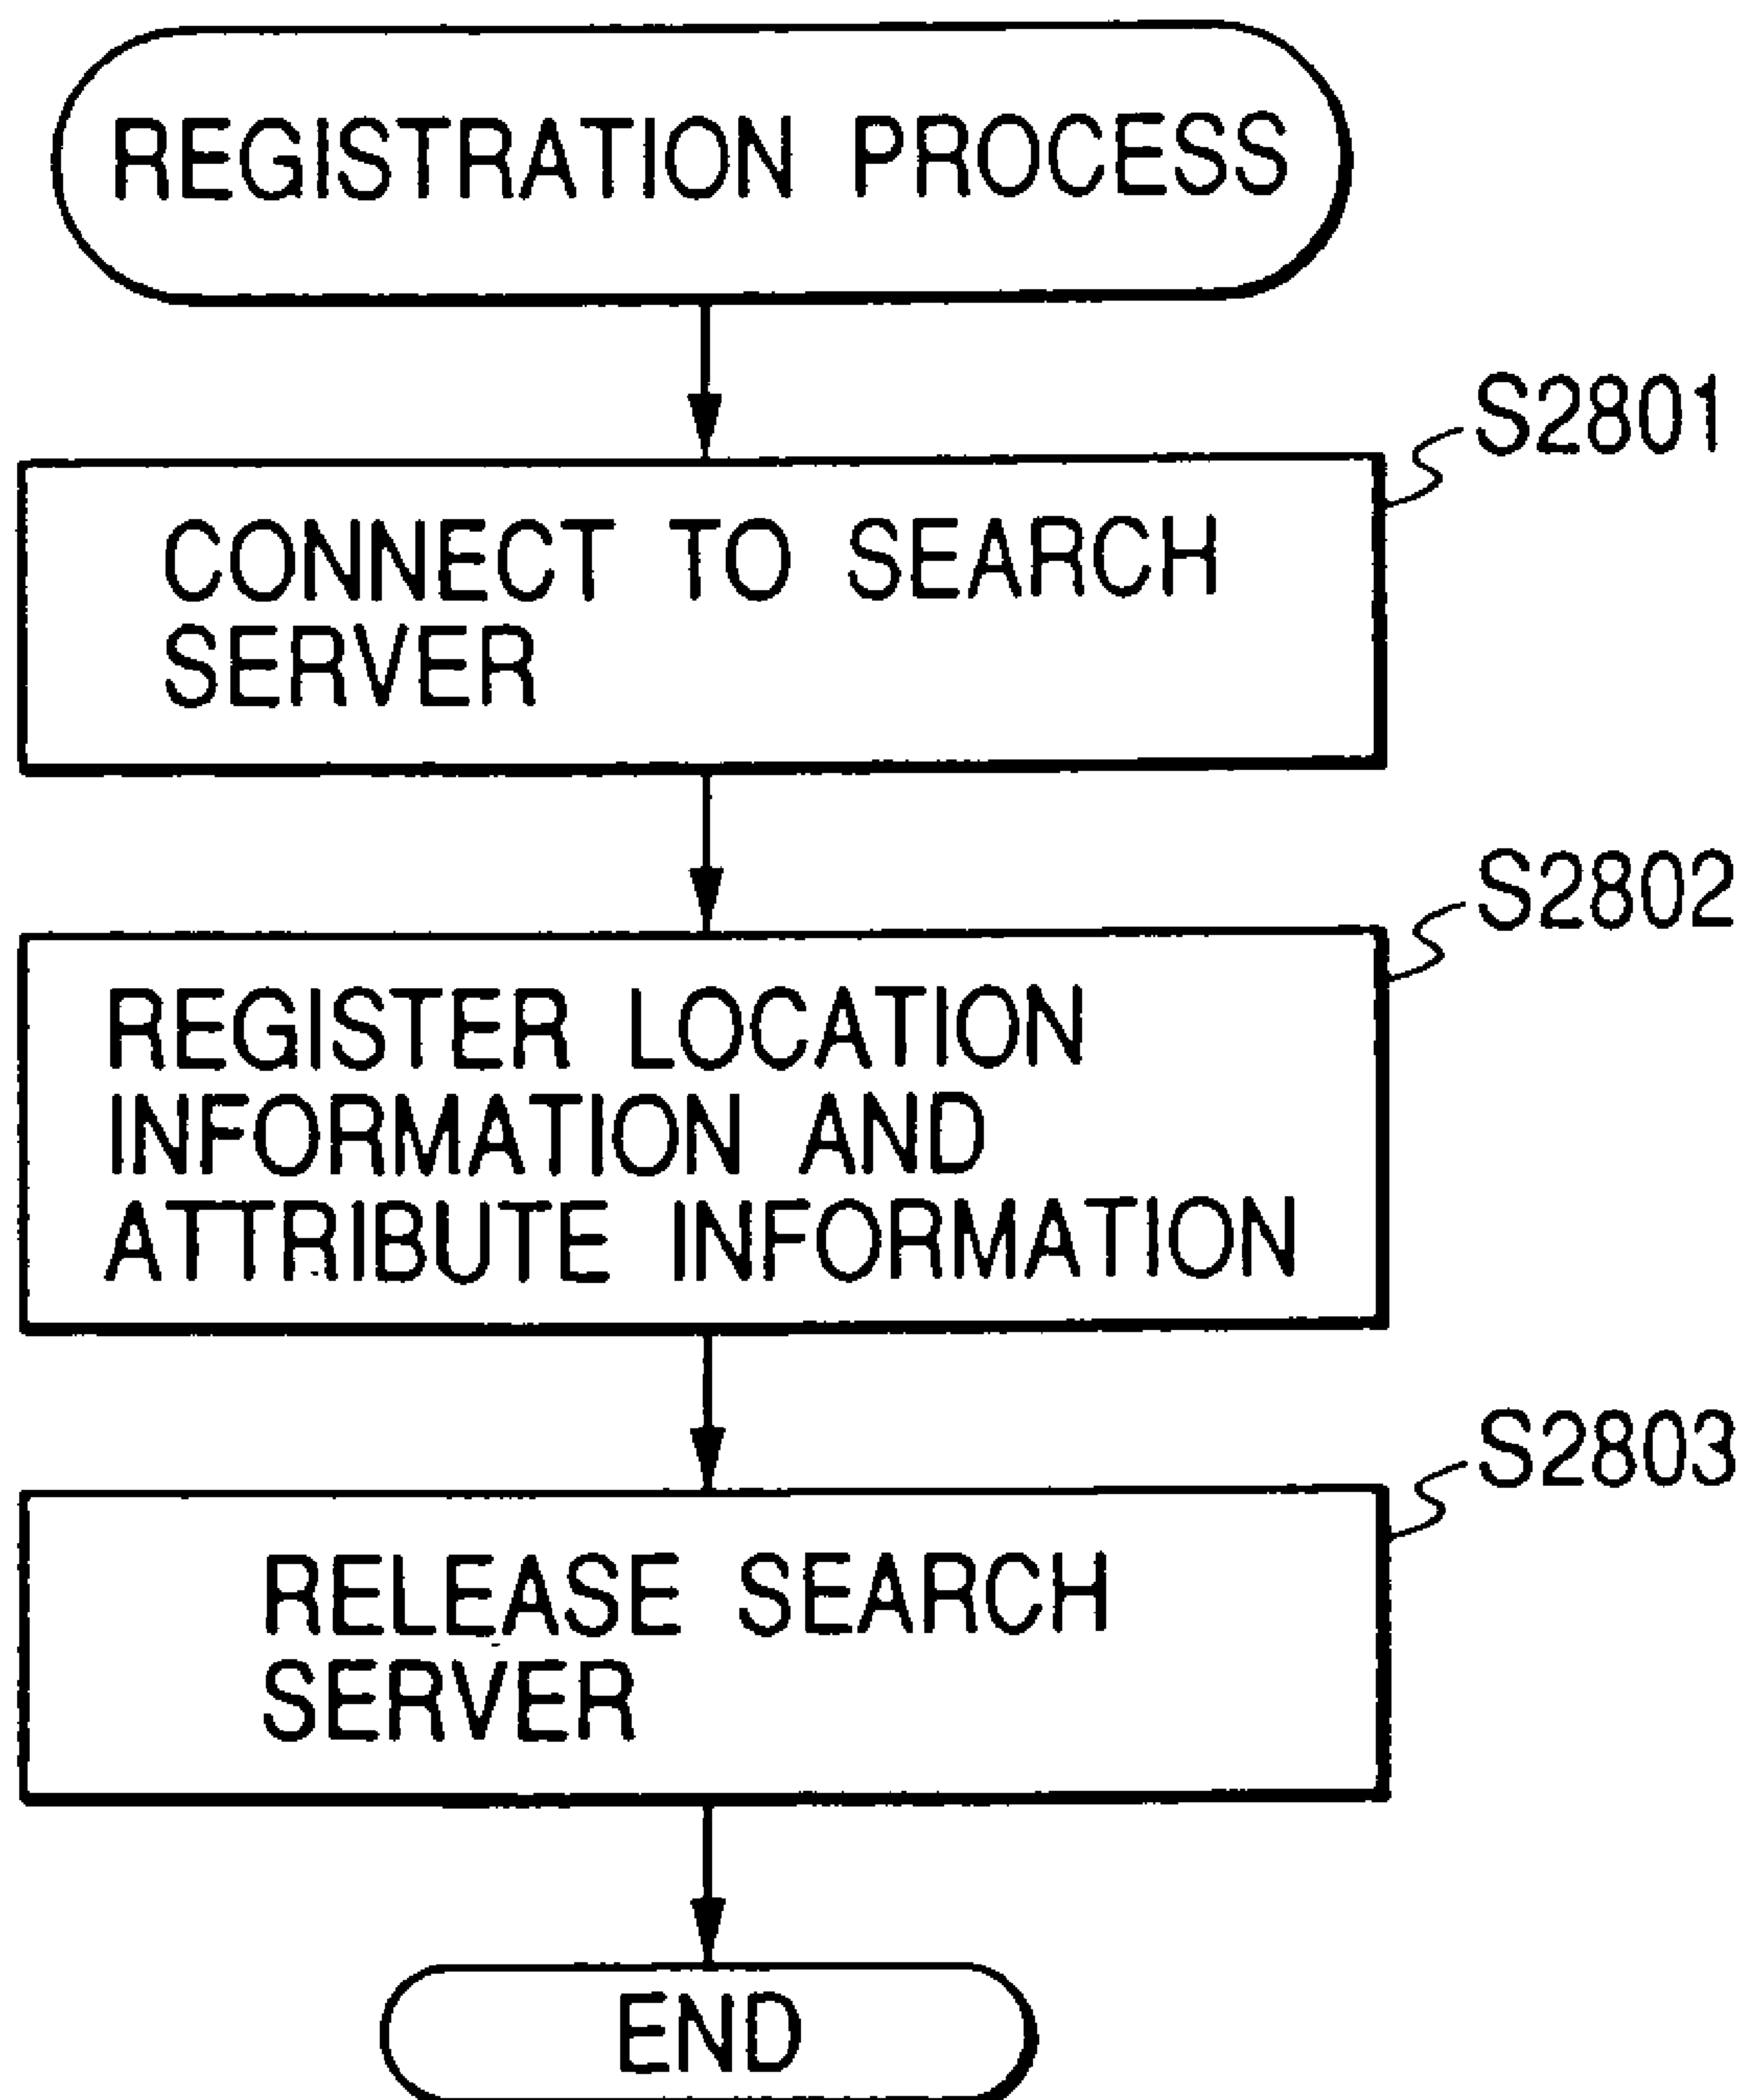 REGISTRATION PROCESS
S2801
CONNECT TO SEARCH
SERVER
S2802
REGISTER LOCATION
INFORMATION AND
ATTRIBUTE INFORMATION
S2803
RELEASE SEARCH
SERVER
END